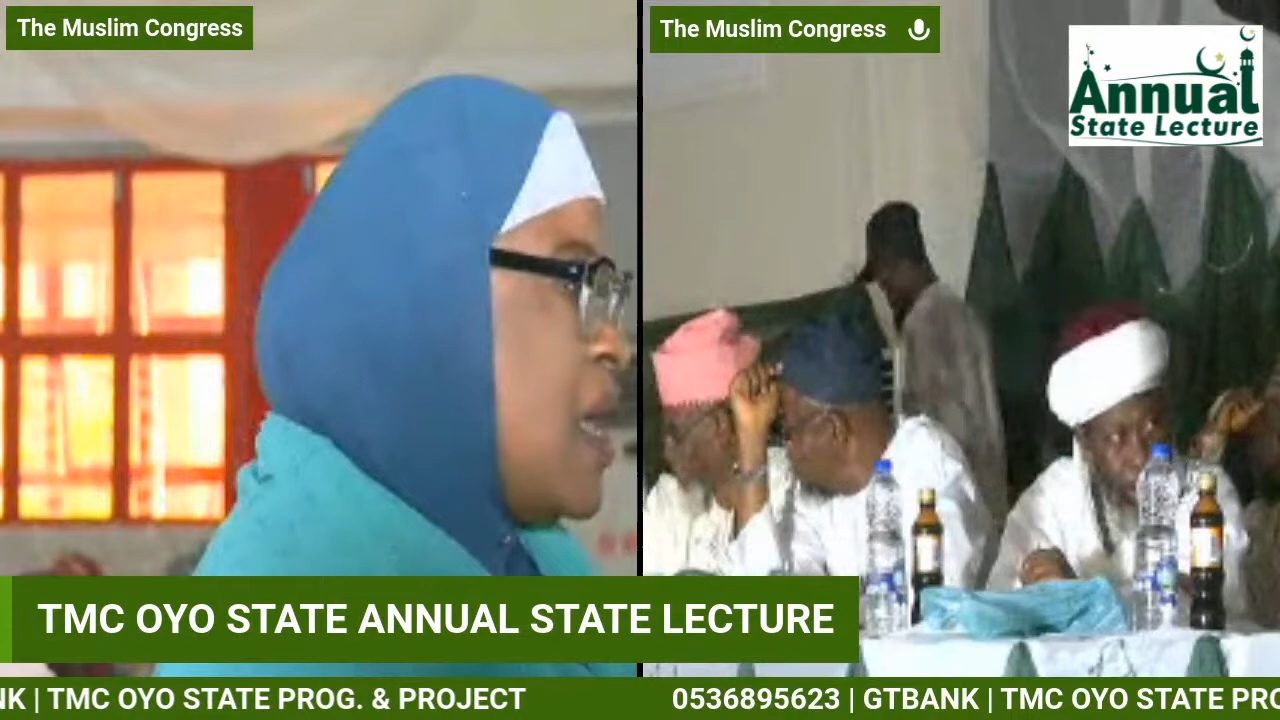 The Muslim Congress
The Muslim Congress
Annual
State Lecture
TMC OYO STATE ANNUAL STATE LECTURE
NK | TMC OYO STATE PROG. & PROJECT
0536895623 | GTBANK | TMC OYO STATE PRO